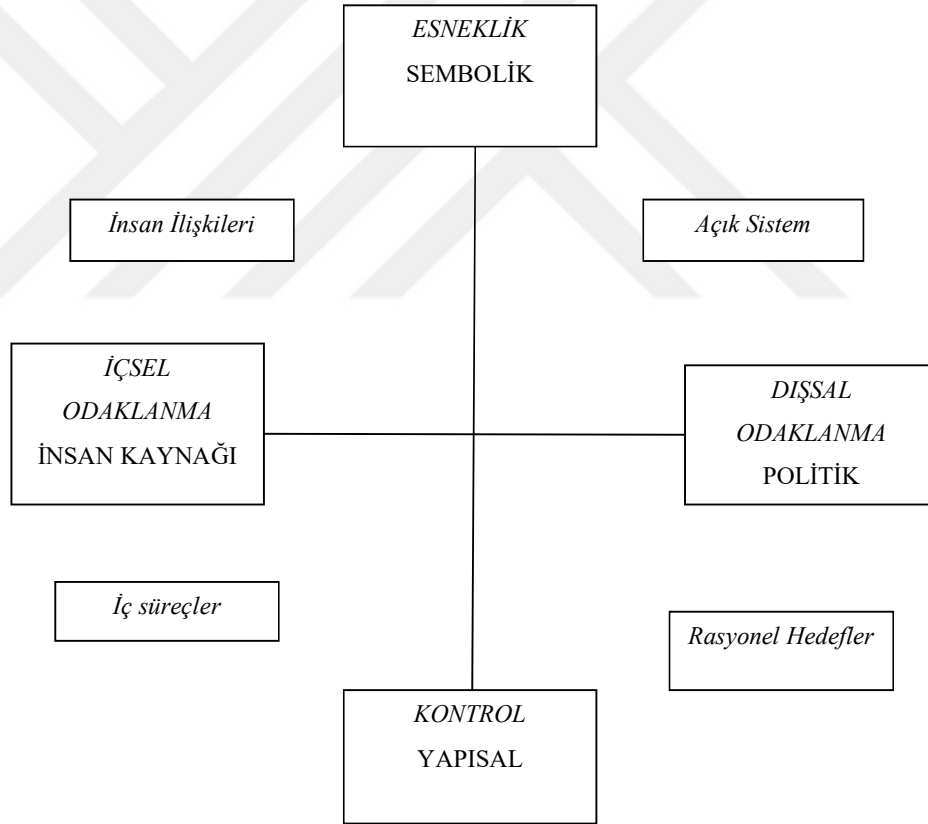 ESNEKLİK
SEMBOLİK
İnsan İlişkileri
Açık Sistem
İÇSEL
ODAKLANMA
İNSAN KAYNAĞI
DIŞSAL
ODAKLANMA
POLİTİK
İç süreçler
Rasyonel Hedefler
KONTROL
YAPISAL